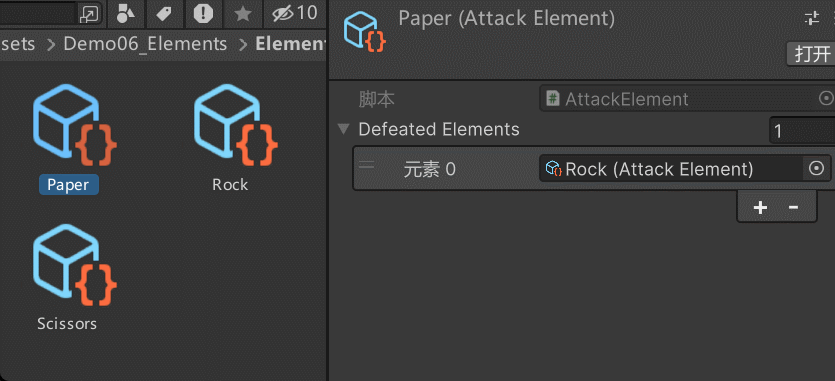 10
sets > Demo06_Elements > Elemen
Paper
Rock
Scissors
Paper (Attack Element)
打开
脚本
AttackElement
Defeated Elements
1
元素 0
Rock (Attack Element)